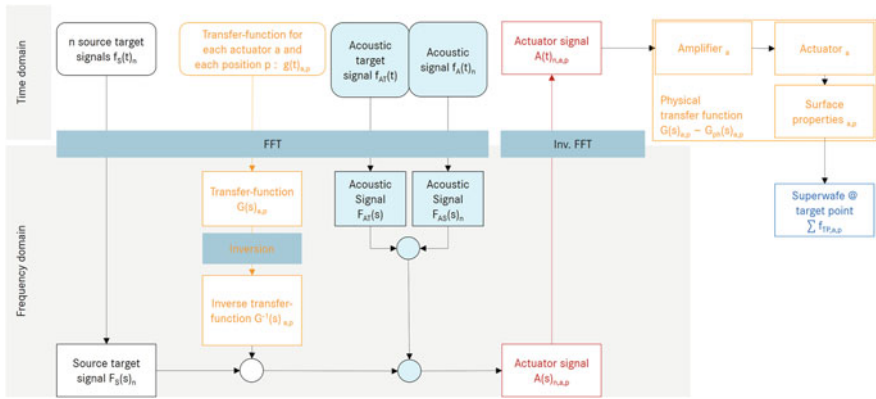 Time domain
n source target
signals fS(t)n
Transfer-function for
each actuator a and
each position p : g(t)a,p
Acoustic
target
signal fAT(t)
Acoustic
signal fA(t)n
Actuator signal
A(t)n,a,p
Amplifier a
Actuator a
Physical
transfer function
G(s)a,p ~ Gph(s)a,p
Surface
properties a,p
FFT
Inv. FFT
Frequency domain
Transfer-function
G(s)a,p
Acoustic
Signal
FAT(s)
Acoustic
Signal
FAS(s)n
Superwafe @
target point
∑ fTP,a,p
Inversion
Inverse transfer-
function G-1(s) a,p
Source target
signal FS(s)n
Actuator signal
A(s)n,a,p